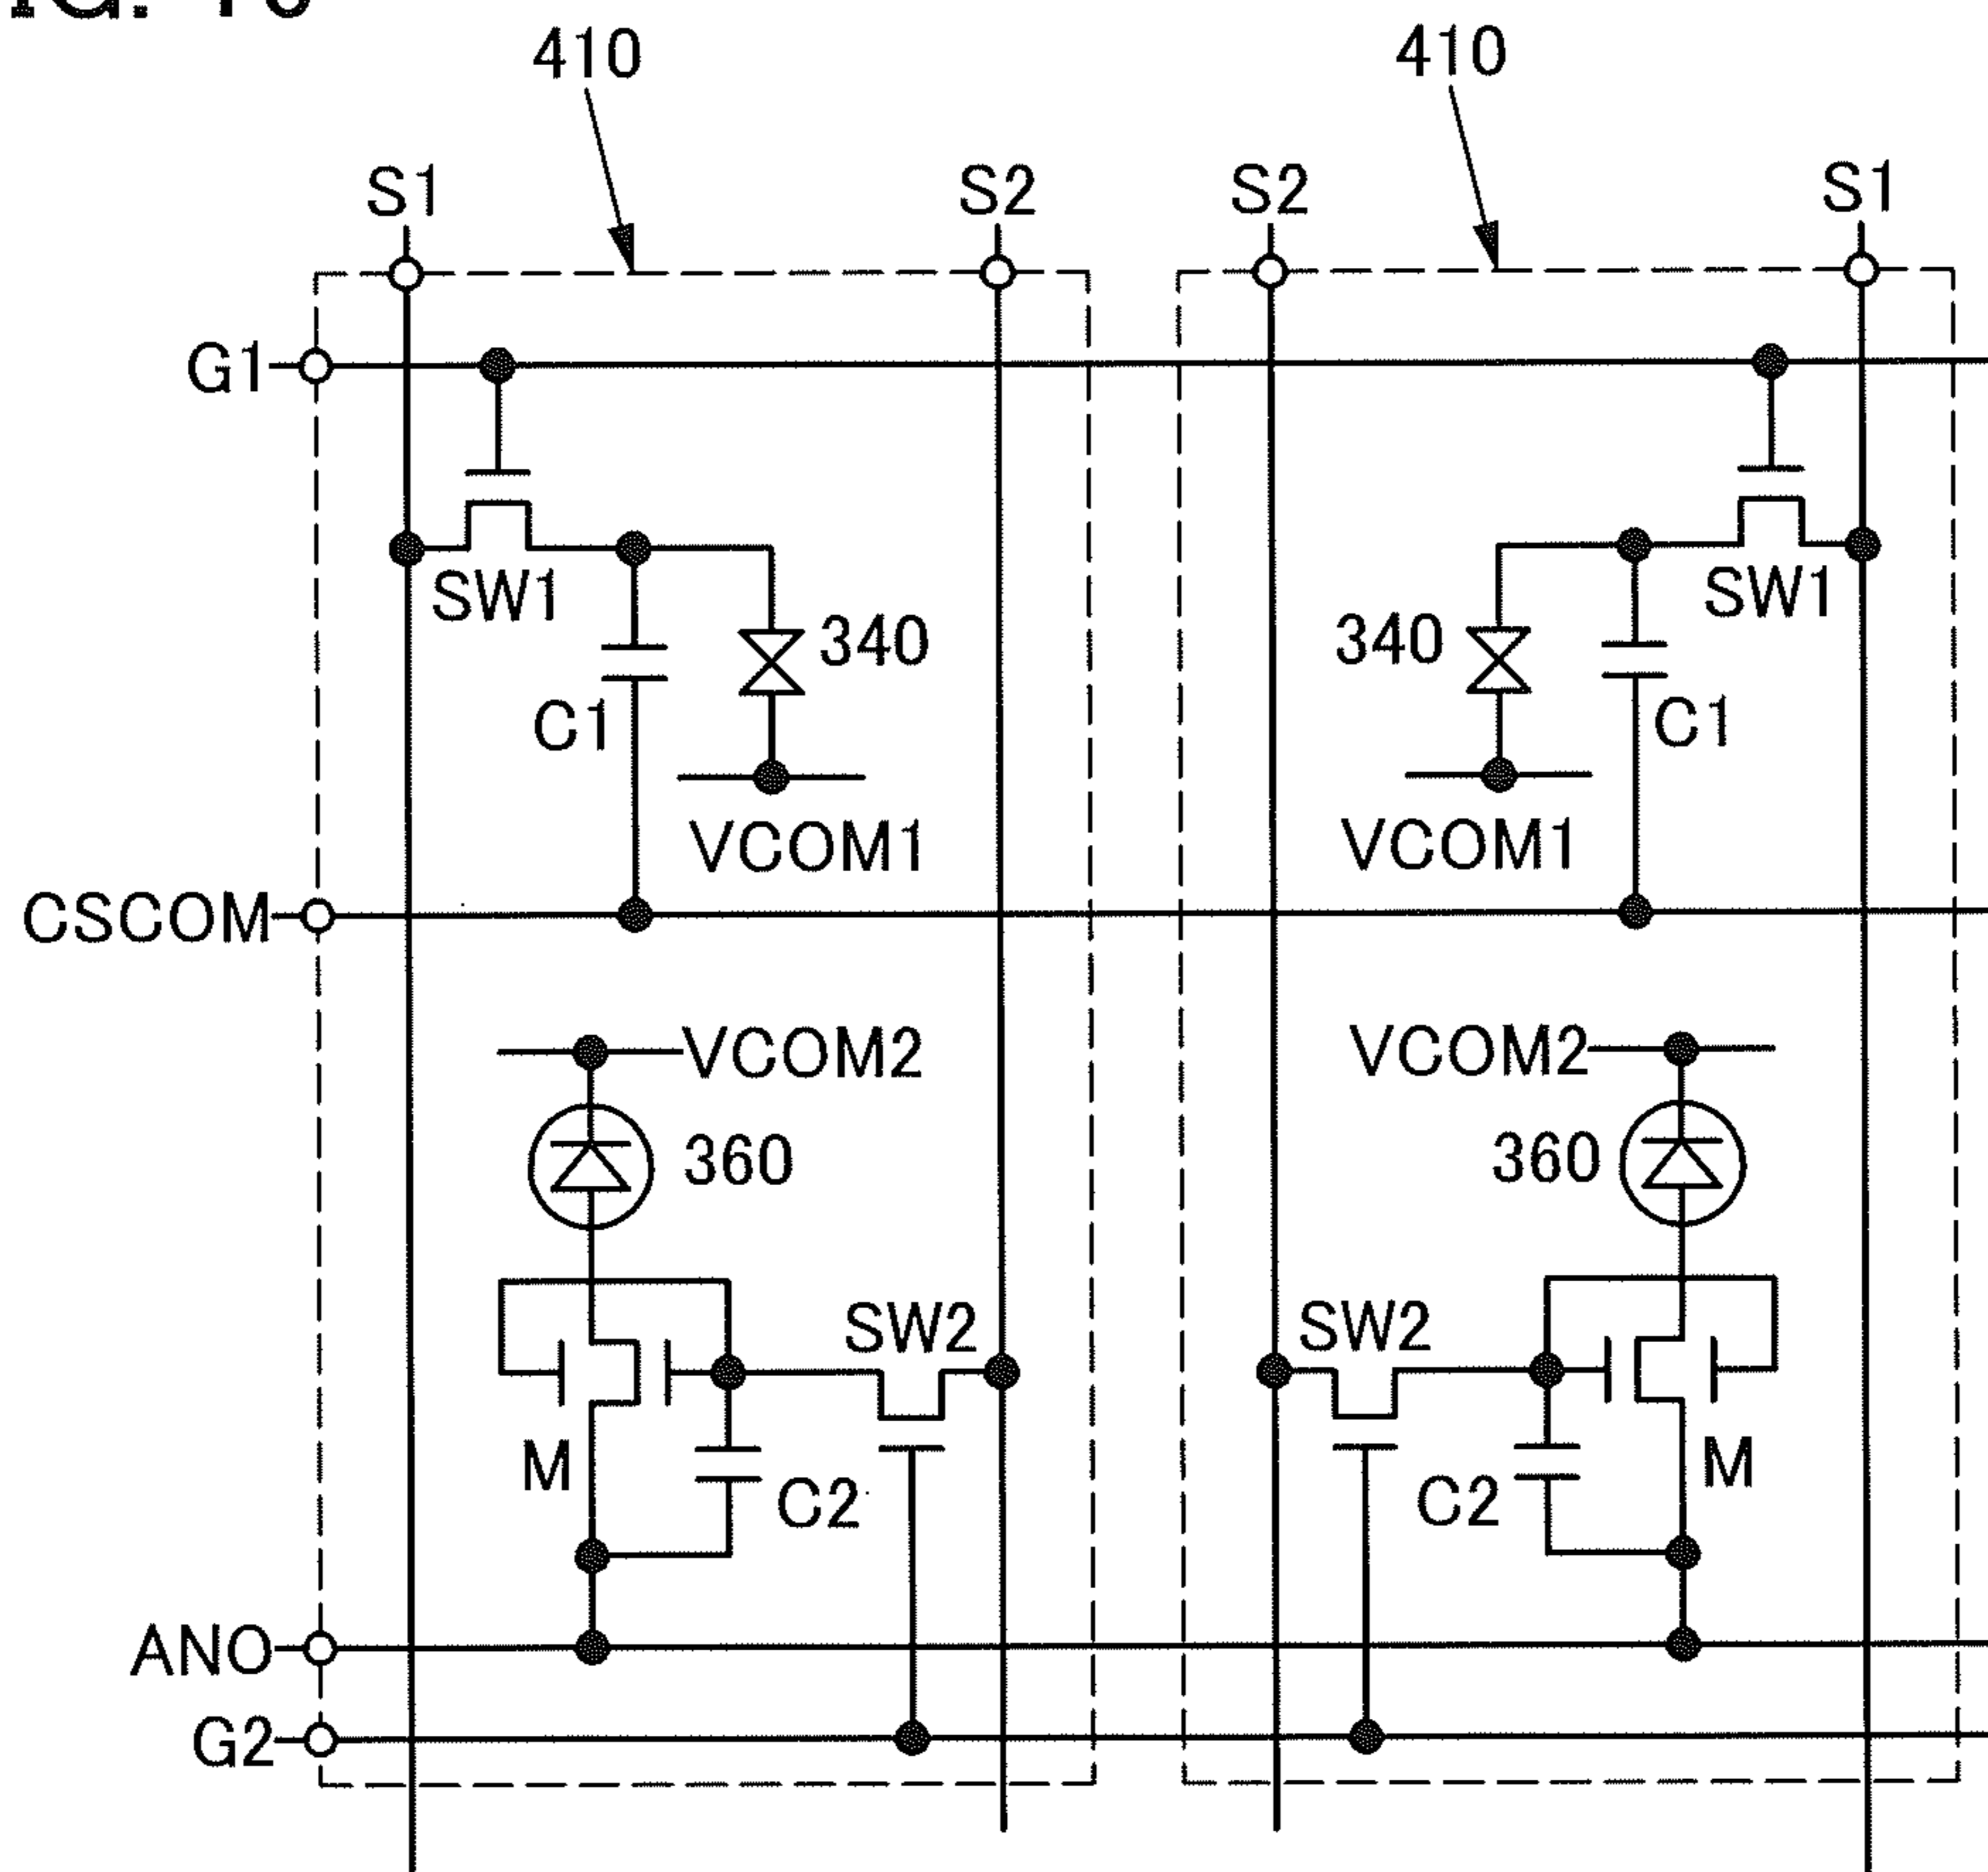 410 410
S1 S2 S2 S1
G1
SW1 SW1
340 340
C1 C1
VCOM1 VCOM1
CSCOM
VCOM2 VCOM2
360 360
SW2 SW2
M M
C2 C2
ANO
G2